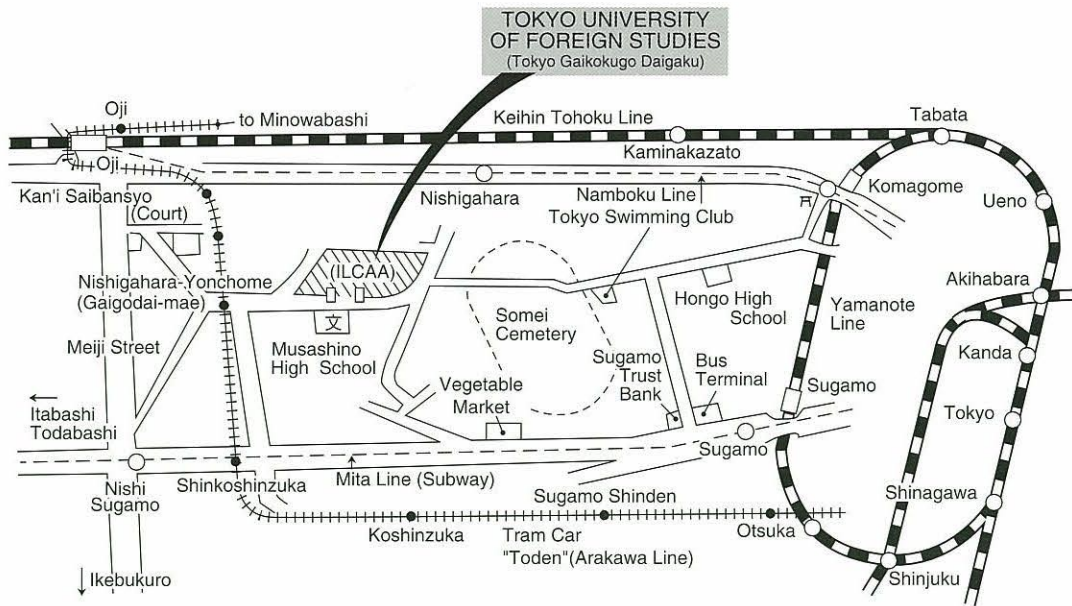 TOKYO UNIVERSITY
OF FOREIGN STUDIES
(Tokyo Gaikokugo Daigaku)
Oji
to Minowabashi
Keihin Tohoku Line
Tabata
Kaminakazato
Oji
Kan'i Saibansyo
(Court)
Nishigahara
Namboku Line
Tokyo Swimming Club
Komagome
Ueno
(ILCAA)
Nishigahara-Yonchome
(Gaigodai-mae)
Hongo High
School
Akihabara
Yamanote
Line
文
Somei
Cemetery
Meiji Street
Musashino
High School
Kanda
Sugamo
Trust
Bank
Bus
Terminal
Vegetable
Market
Sugamo
Itabashi
Todabashi
Tokyo
Sugamo
Nishi
Sugamo
Shinkoshinzuka
Mita Line (Subway)
Sugamo Shinden
Shinagawa
Koshinzuka
Tram Car
"Toden"(Arakawa Line)
Otsuka
Ikebukuro
Shinjuku